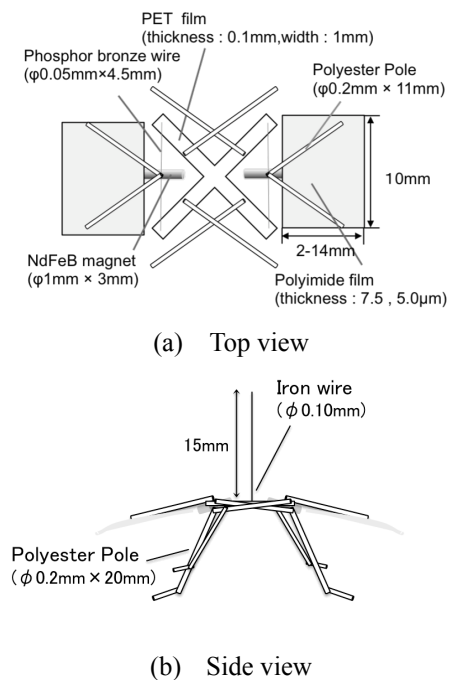 PET film
(thickness : 0.1mm,width : 1mm)
Phosphor bronze wire
(φ0.05mm×4.5mm)
Polyester Pole
(φ0.2mm × 11mm)
10mm
2-14mm
NdFeB magnet
(φ1mm × 3mm)
Polyimide film
(thickness : 7.5 , 5.0μm)
(a) Top view
Iron wire
(φ0.10mm)
15mm
Polyester Pole
(φ0.2mm×20mm)
(b) Side view